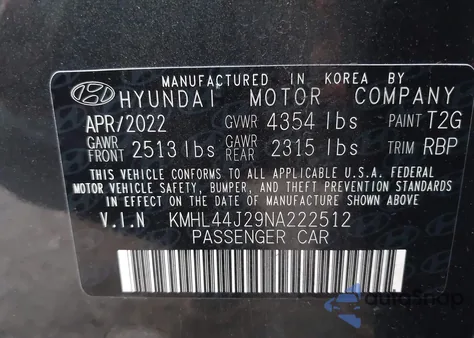 MANUFACTURED IN KOREA BY
HYUNDAI MOTOR COMPANY
APR/2022 GVWR 4354 lbs PAINT T2G
GAWR FRONT 2513 lbs GAWR REAR 2315 lbs TRIM RBP
THIS VEHICLE CONFORMS TO ALL APPLICABLE U.S.A. FEDERAL
MOTOR VEHICLE SAFETY, BUMPER, AND THEFT PREVENTION STANDARDS
IN EFFECT ON THE DATE OF MANUFACTURE SHOWN ABOVE.
V.I.N KMHL44J29NA222512
PASSENGER CAR
AutoShop